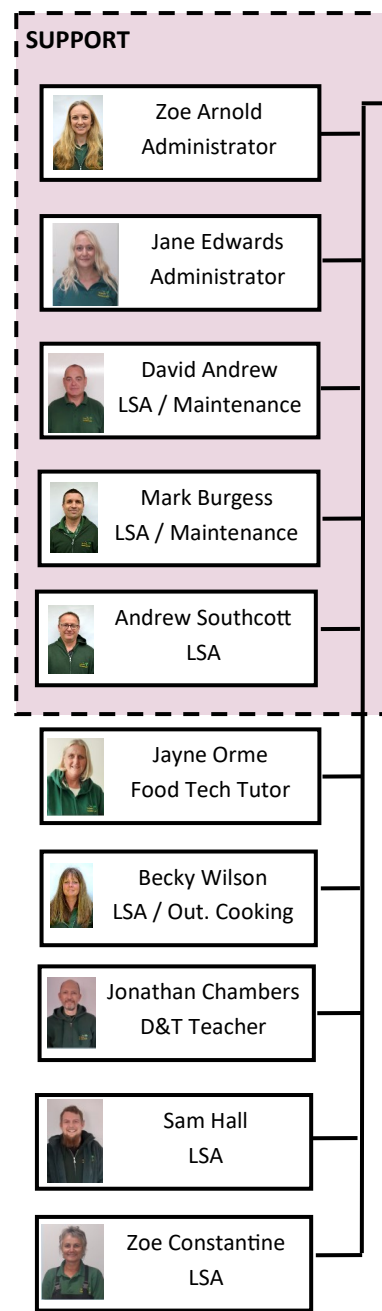 SUPPORT
Zoe Arnold
Administrator
Jane Edwards
Administrator
David Andrew
LSA / Maintenance
Mark Burgess
LSA / Maintenance
Andrew Southcott
LSA
Jayne Orme
Food Tech Tutor
Becky Wilson
LSA / Out. Cooking
Jonathan Chambers
D&T Teacher
Sam Hall
LSA
Zoe Constantine
LSA